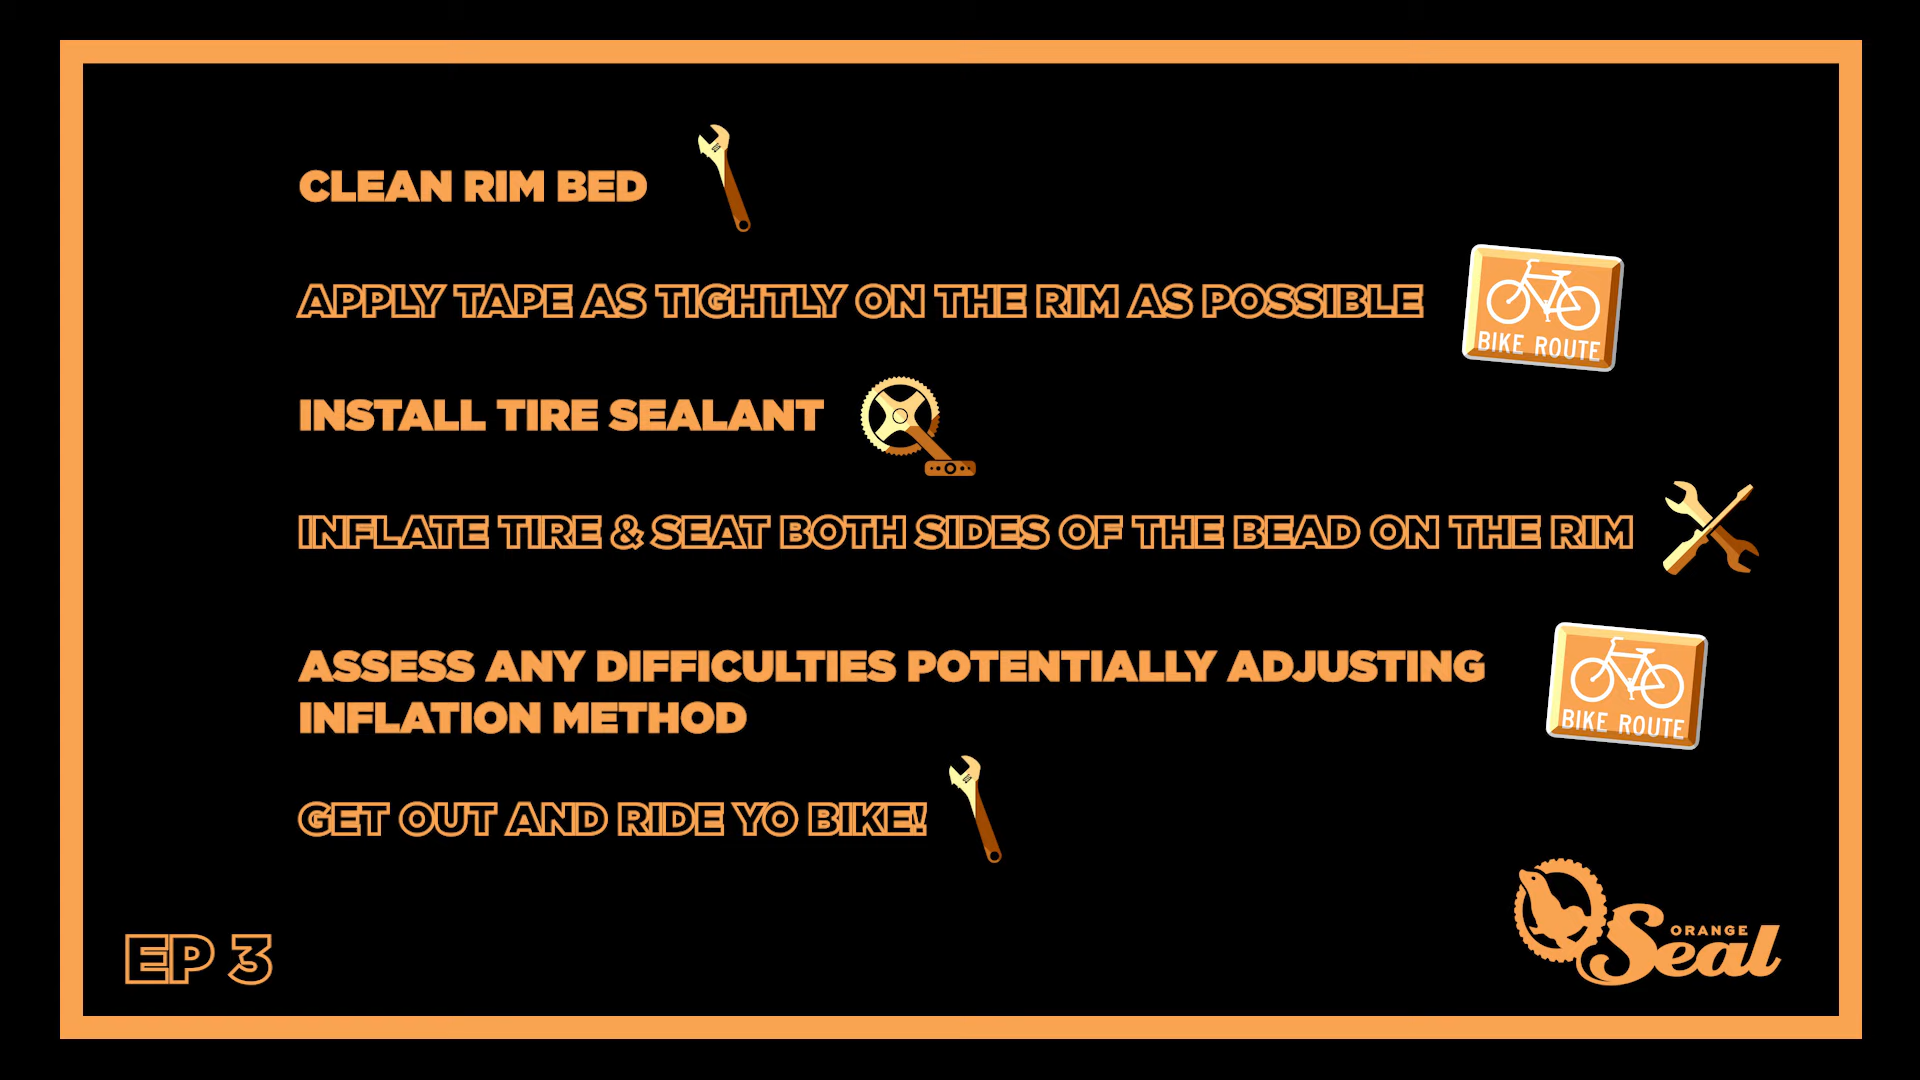 CLEAN RIM BED
APPLY TAPE AS TIGHTLY ON THE RIM AS POSSIBLE
BIKE ROUTE
INSTALL TIRE SEALANT
INFLATE TIRE & SEAT BOTH SIDES OF THE BEAD ON THE RIM
ASSESS ANY DIFFICULTIES POTENTIALLY ADJUSTING
INFLATION METHOD
BIKE ROUTE
GET OUT AND RIDE YO BIKE!
EP 3
ORANGE
Seal